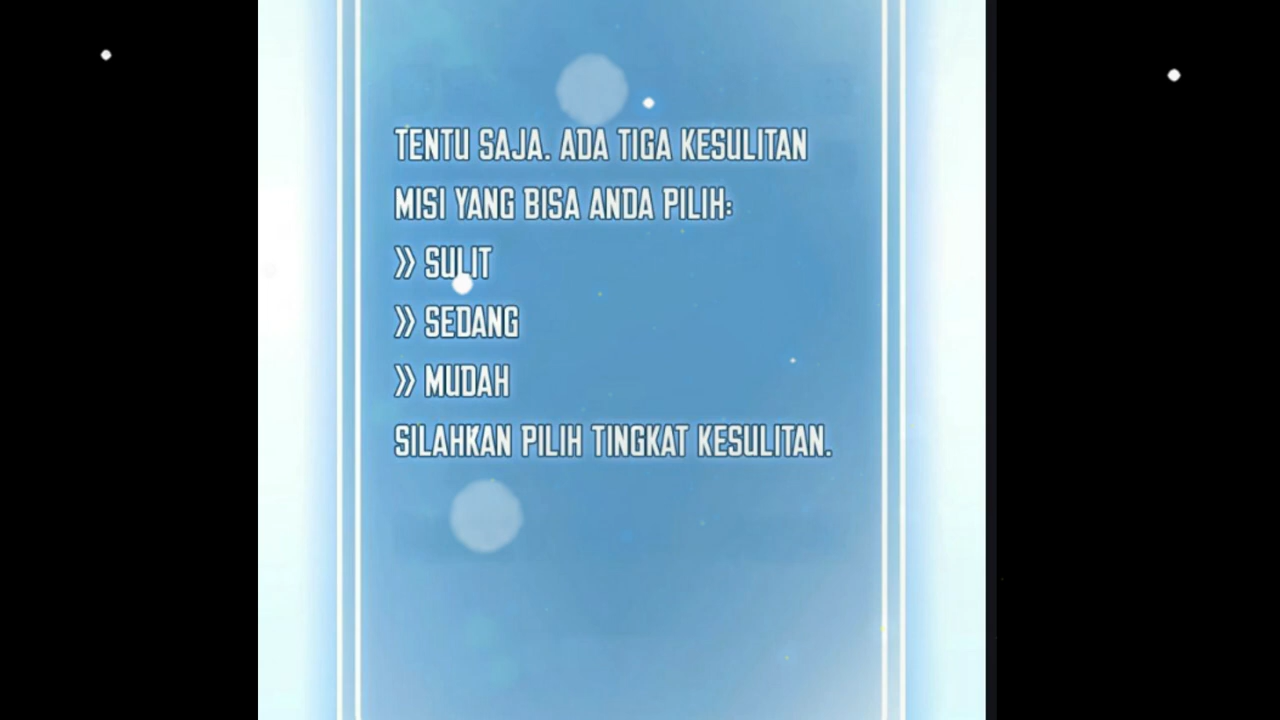 TENTU SAJA. ADA TIGA KESULITAN
MISI YANG BISA ANDA PILIH:
» SULIT
» SEDANG
» MUDAH
SILAHKAN PILIH TINGKAT KESULITAN.